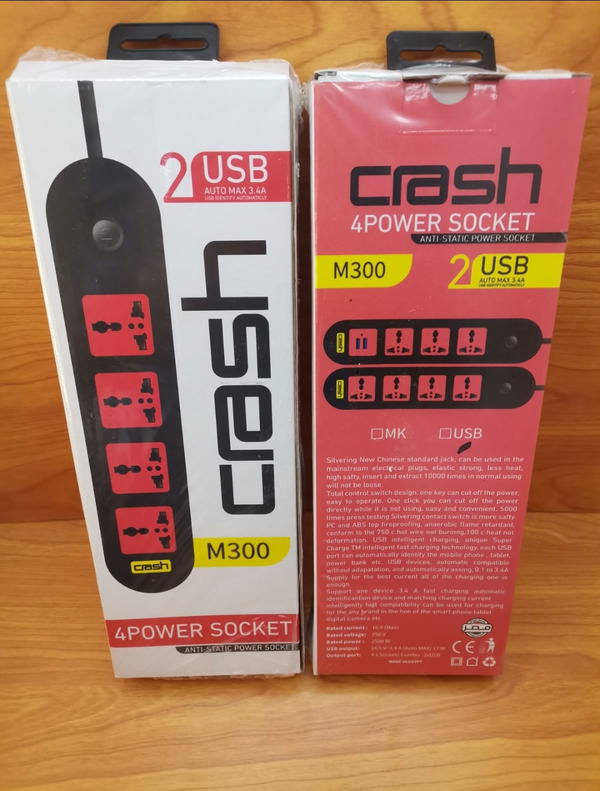 2 USB
AUTO MAX 3.4A
USB IDENTIFY AUTOMATICLY
crash
M300
crash
4POWER SOCKET
ANTI-STATIC POWER SOCKET
crash
4POWER SOCKET
ANTI-STATIC POWER SOCKET
M300
2 USB
AUTO MAX 3.4A
USB IDENTIFY AUTOMATICLY
crash
crash
MK
USB
Silvering New Chinese standard jack, can be used in the
mainstream electrical plugs, elastic strong, less heat,
high safty, insert and extract 10000 times in normal using
will not be loose.
Total control switch design, one key can cut off the power,
easy to operate. One slick you can cut off the power
directly while it is not using, easy and convenient. 5000
times press testing Silvering contact switch is more safty.
PC and ABS top fireproofing, anaerobic flame retardant,
conform to the 750 c hot wire not burning,100 c heat not
deformation. USB intelligent charging, unique Super
Charge TM intelligent fast charging technology, each USB
port can automatically identify the mobile phone , tablet,
power bank etc. USB devices, automatic compatible
without adapatation, and automatically assing, 0.1 to 3.4A
Supply for the best current all of the charging one is
enough
Support one device 3.4 A fast charging automatic
identificantion device and matching charging current
intelligently higt compatibility can be used for charging
for the any brand in the hoe of the smart phone tablet
digital camera etc.
Rated current :
Rated voltage: 250 V
Rated power : 2500 W
USB output:
Output port:
MADE IN EGYPT
CE